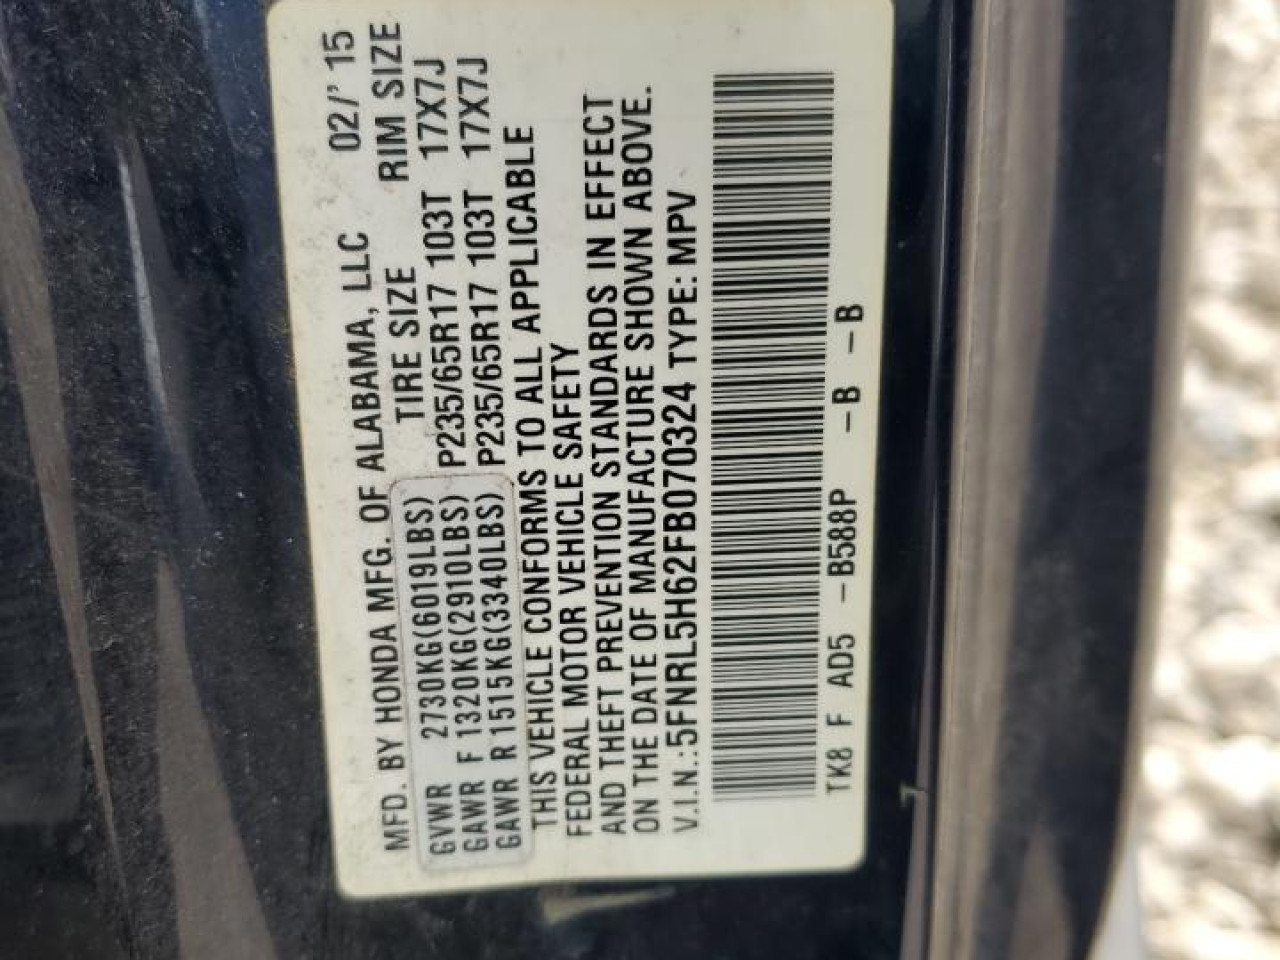 MFD. BY HONDA MFG. OF ALABAMA, LLC 02/' 15
TIRE SIZE RIM SIZE
GVWR 2730KG(6019LBS)
GAWR F 1320KG(2910LBS) P235/65R17 103T 17X7J
GAWR R 1515KG(3340LBS) P235/65R17 103T 17X7J
THIS VEHICLE CONFORMS TO ALL APPLICABLE
FEDERAL MOTOR VEHICLE SAFETY
AND THEFT PREVENTION STANDARDS IN EFFECT
ON THE DATE OF MANUFACTURE SHOWN ABOVE.
V.I.N.:5FNRL5H62FB070324 TYPE: MPV
TK8 F AD5 -B588P -B -B